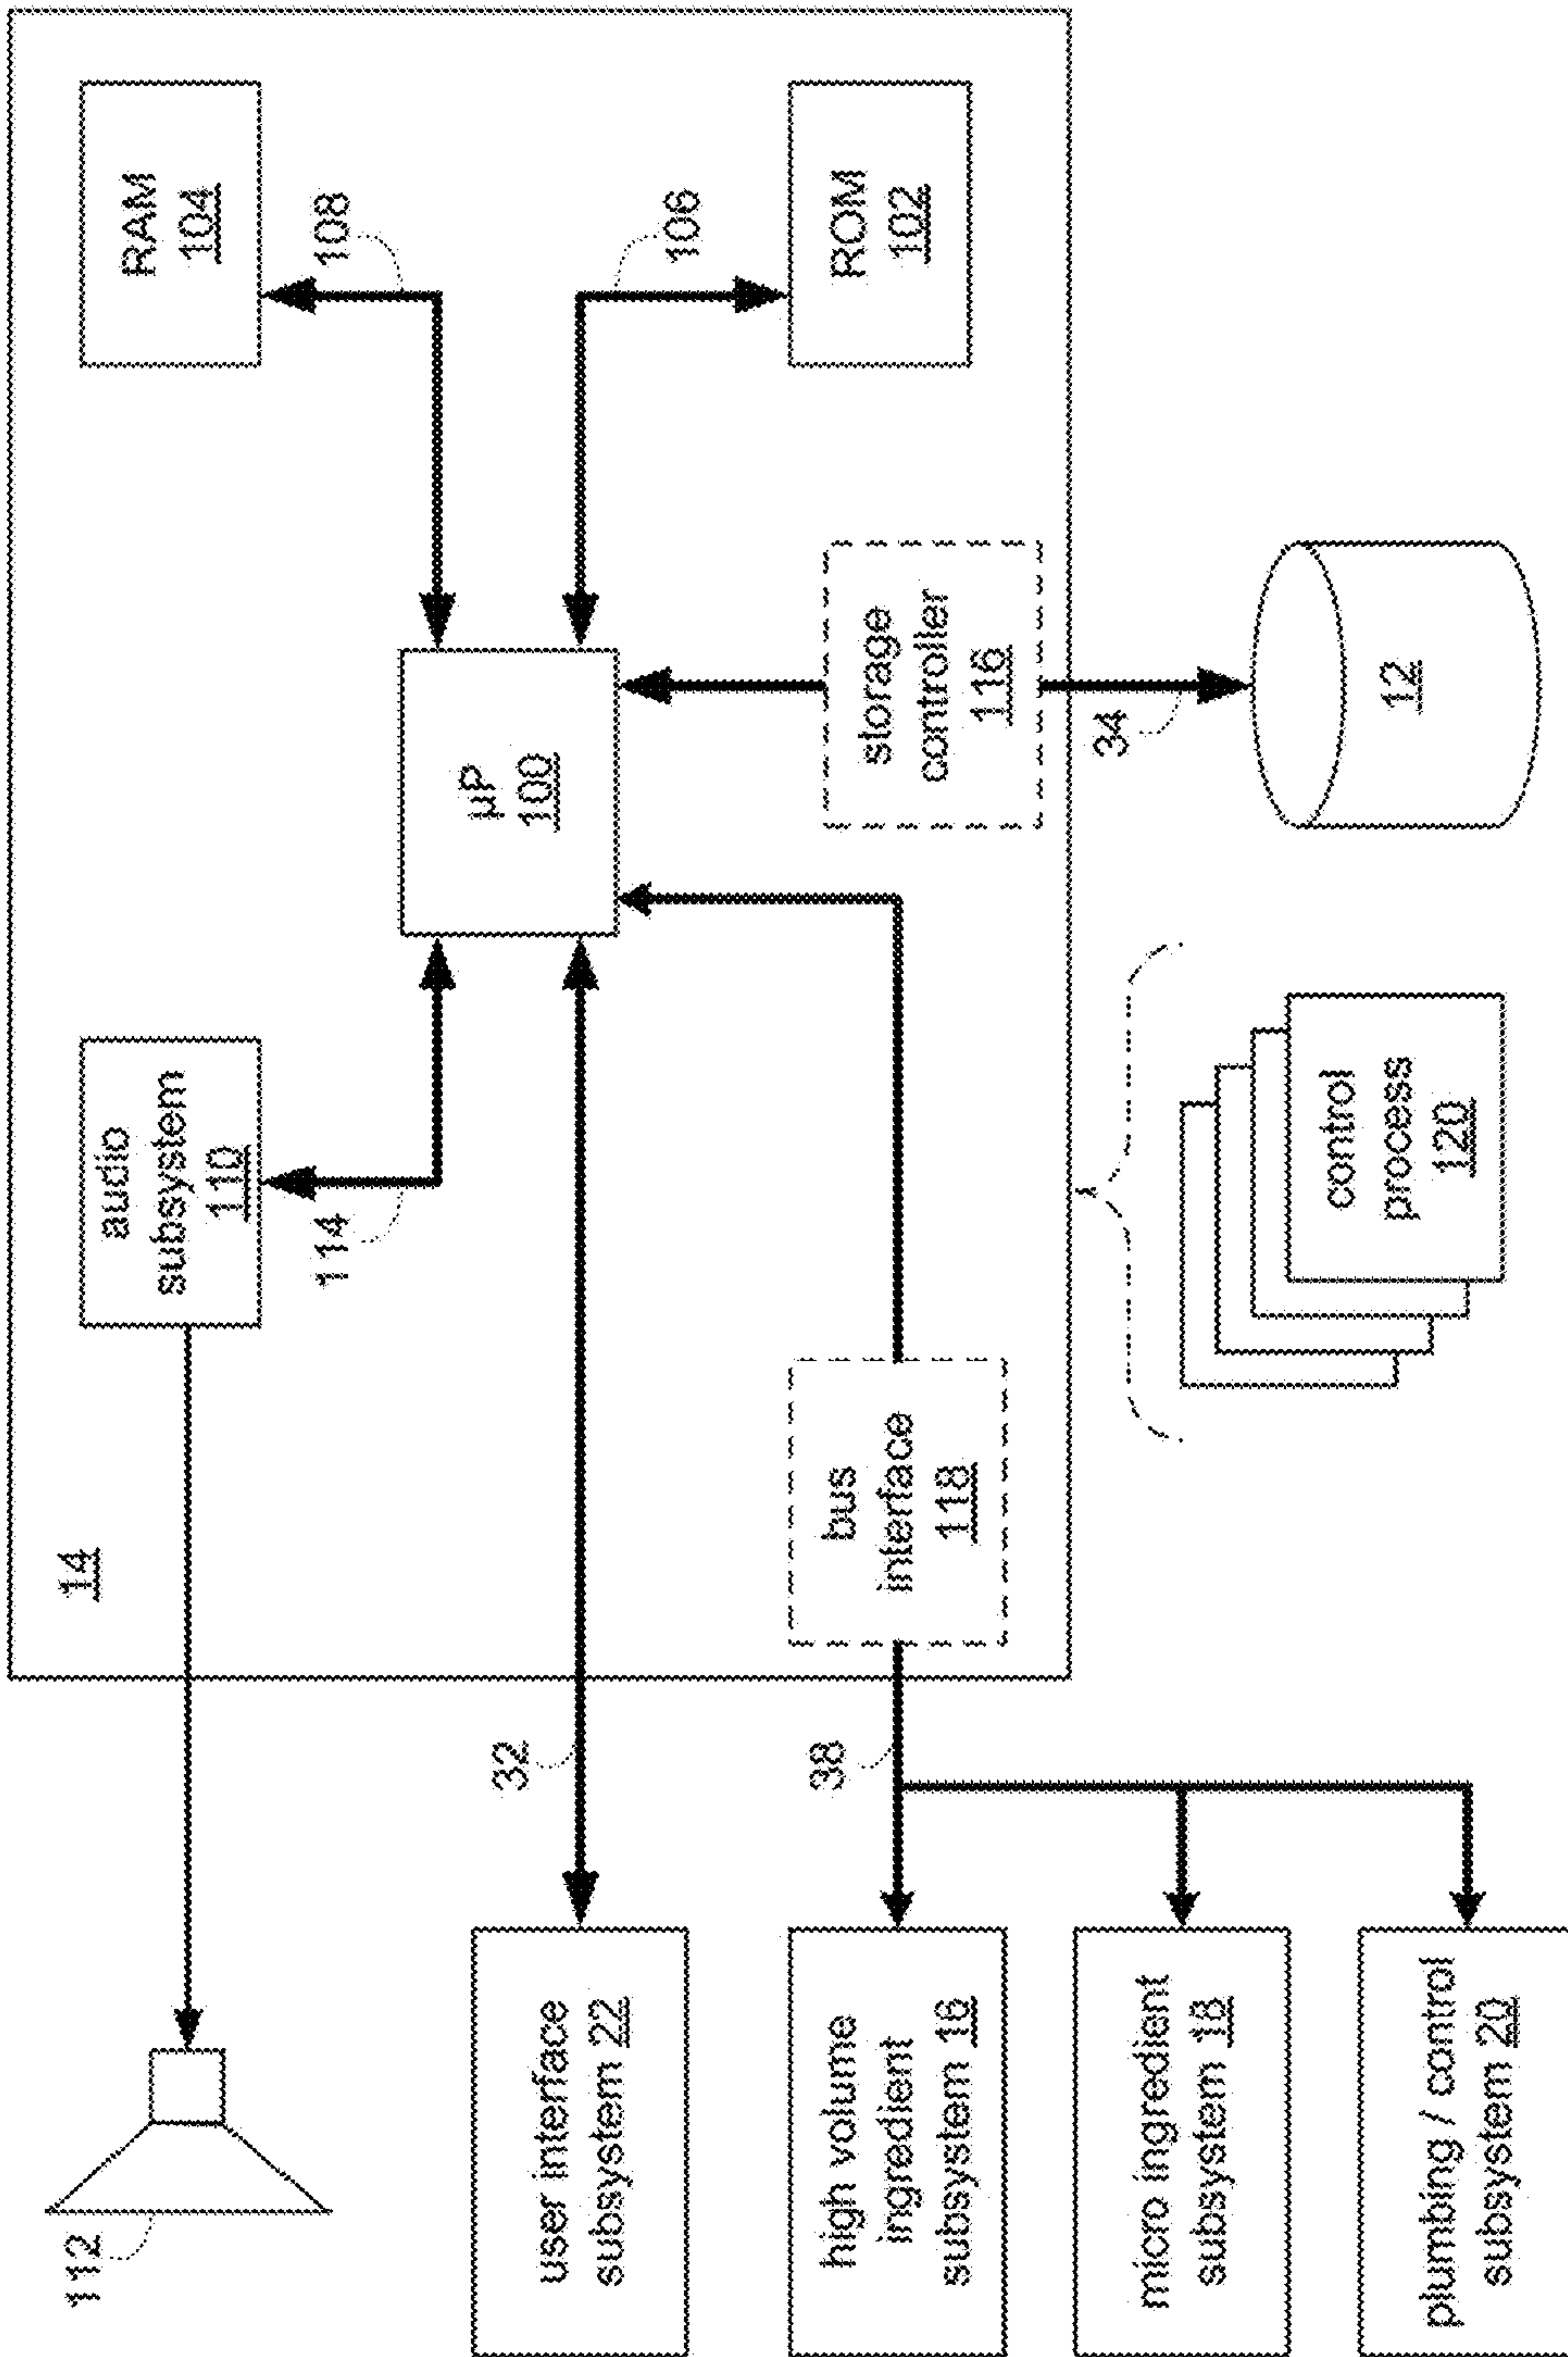 112
14
audio
subsystem
110
RAM
104
114
108
32
user interface
subsystem 22
µP
100
106
38
high volume
ingredient
subsystem 16
bus
interface
118
storage
controller
116
ROM
102
34
micro ingredient
subsystem 18
control
process
120
12
plumbing / control
subsystem 20